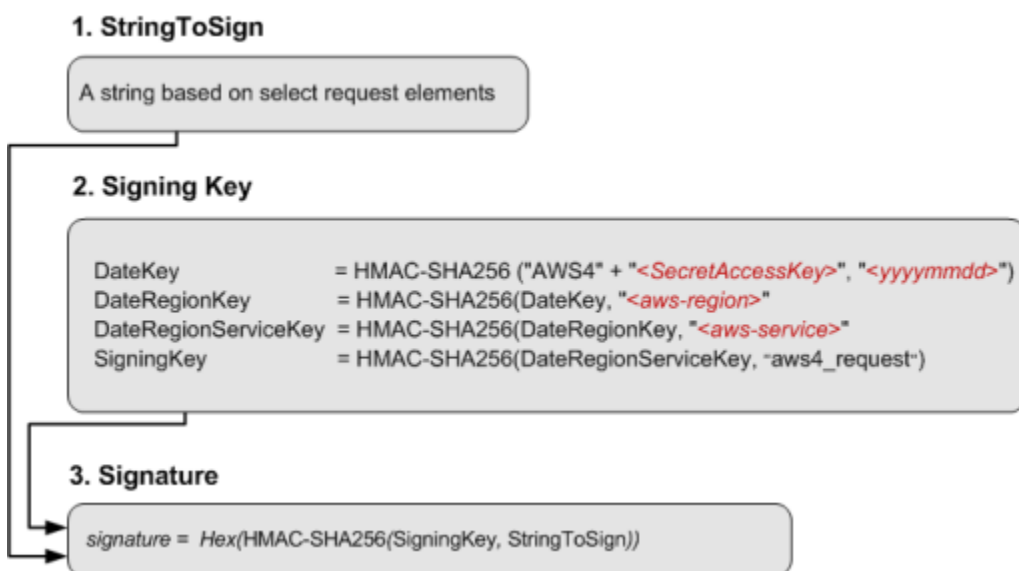 1. StringToSign
A string based on select request elements
2. Signing Key
DateKey = HMAC-SHA256 ("AWS4" + "<SecretAccessKey>", "<yyyymmdd>")
DateRegionKey = HMAC-SHA256(DateKey, "<aws-region>"
DateRegionServiceKey = HMAC-SHA256(DateRegionKey, "<aws-service>"
SigningKey = HMAC-SHA256(DateRegionServiceKey, "aws4_request")
3. Signature
signature = Hex(HMAC-SHA256(SigningKey, StringToSign))